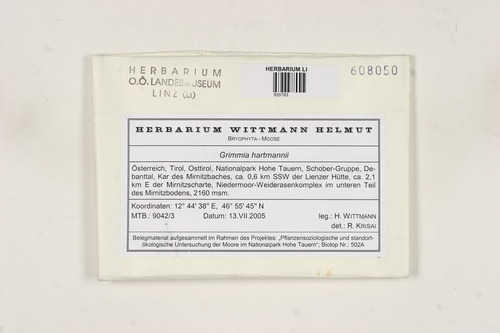 HERBARIUM
O.Ö. LANDESMUSEUM
LINZ (LI)
HERBARIUM LI
608050
HERBARIUM WITTMANN HELMUT
BRYOPHYTA - MOOSE
Grimmia hartmannii
Österreich, Tirol, Osttirol, Nationalpark Hohe Tauern, Schober-Gruppe, De-
banttal, Kar des Mirnitzbaches, ca. 0,6 km SSW der Lienzer Hütte, ca. 2,1
km E der Mirnitzscharte, Niedermoor-Weiderasenkomplex im unteren Teil
des Mirnitzbodens, 2160 msm.
Koordinaten: 12° 44' 38" E, 46° 55' 45" N
MTB.: 9042/3 Datum: 13.VII.2005 leg.: H. WITTMANN
det.: R. KRISAI
Belegmaterial aufgesammelt im Rahmen des Projektes: „Pflanzensoziologische und standort-
ökologische Untersuchung der Moore im Nationalpark Hohe Tauern"; Biotop Nr.: 502A